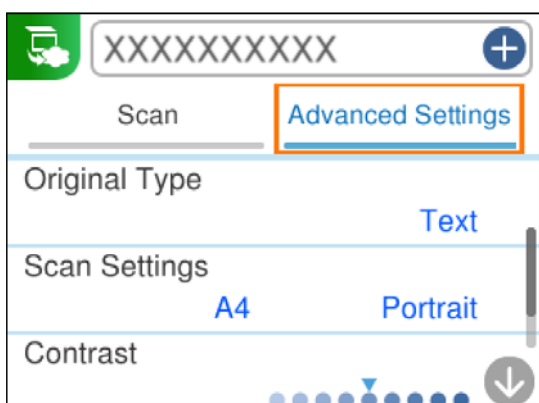 XXXXXXXXXX
Scan Advanced Settings
Original Type
Text
Scan Settings
A4 Portrait
Contrast